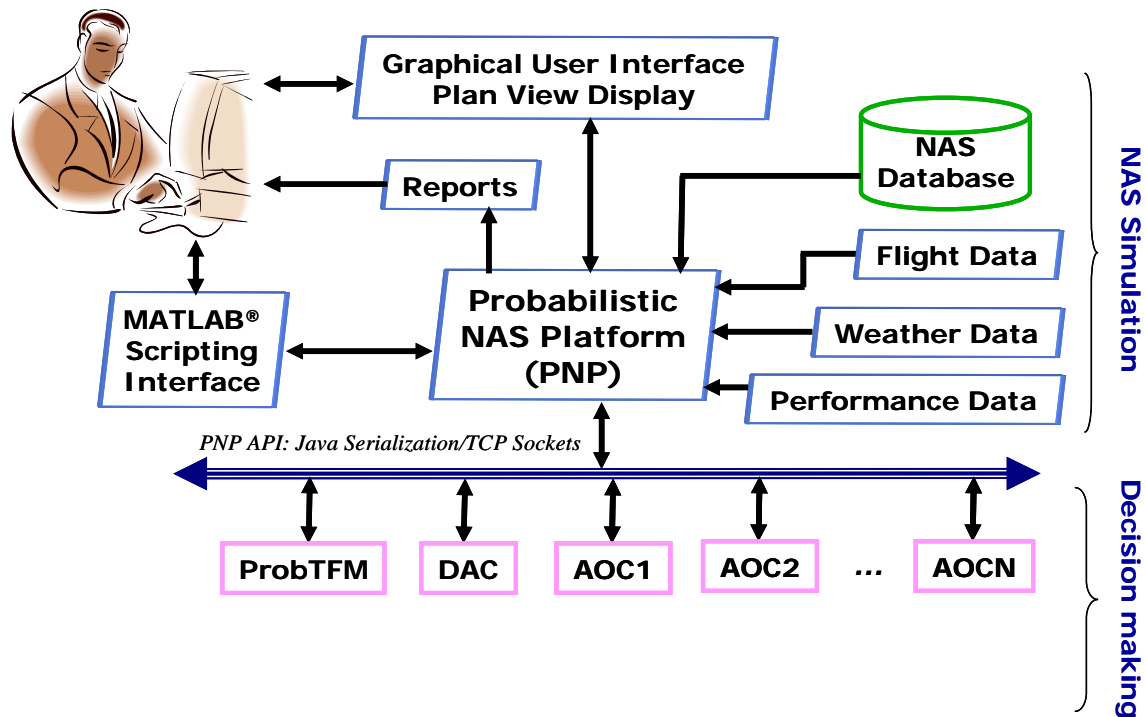 Graphical User Interface
Plan View Display
NAS
Database
Reports
Flight Data
Probabilistic
NAS Platform
(PNP)
MATLAB®
Scripting
Interface
Weather Data
Performance Data
NAS Simulation
PNP API: Java Serialization/TCP Sockets
ProbTFM
DAC
AOC1
AOC2
...
AOCN
Decision making